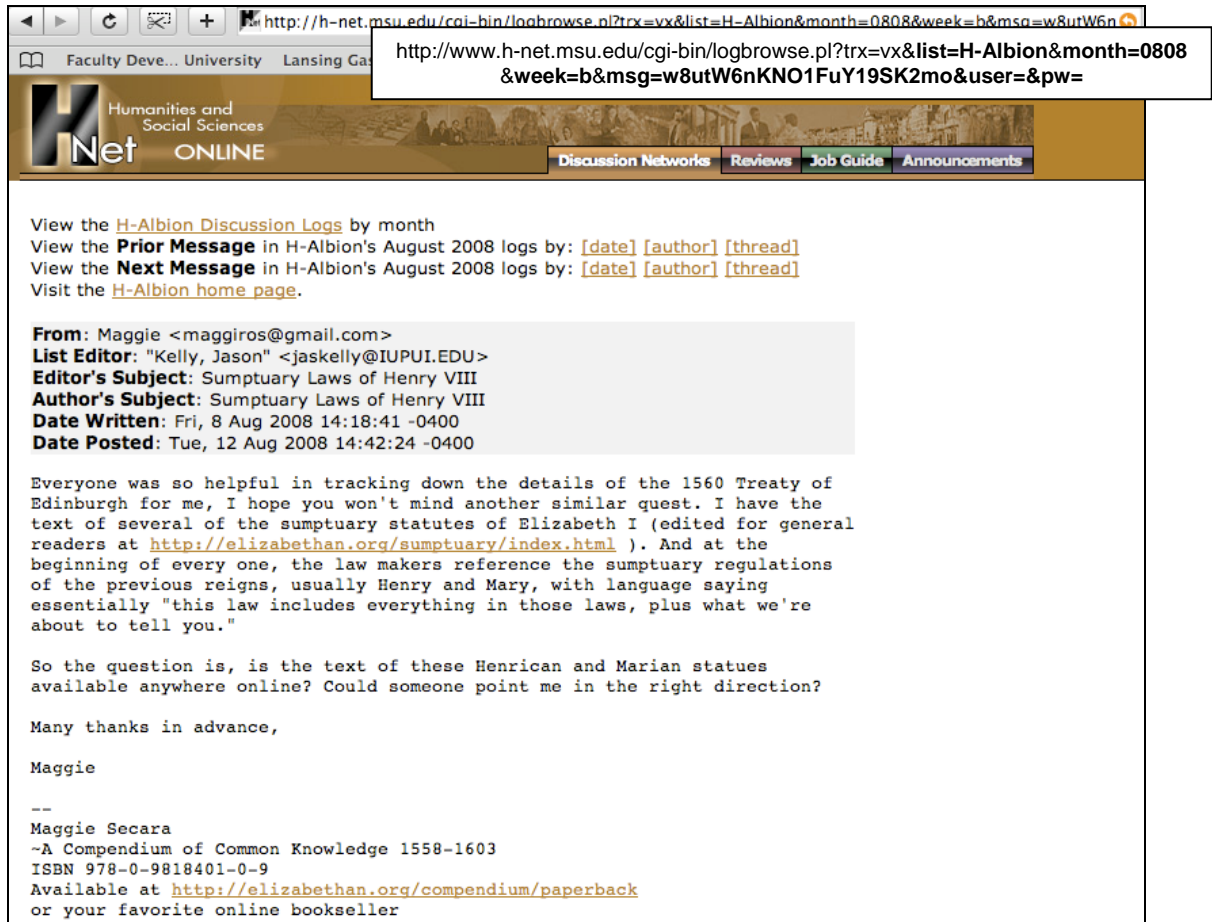 http://h-net.msu.edu/cgi-bin/logbrowse.pl?trx=vx&list=H-Albion&month=0808&week=b&msg=w8utW6n
http://www.h-net.msu.edu/cgi-bin/logbrowse.pl?trx=vx&list=H-Albion&month=0808
&week=b&msg=w8utW6nKNO1FuY19SK2mo&user=&pw=
Faculty Deve... University Lansing Gas
Humanities and
Social Sciences
H Net ONLINE
Discussion Networks Reviews Job Guide Announcements
View the H-Albion Discussion Logs by month
View the Prior Message in H-Albion's August 2008 logs by: [date] [author] [thread]
View the Next Message in H-Albion's August 2008 logs by: [date] [author] [thread]
Visit the H-Albion home page.
From: Maggie <maggiros@gmail.com>
List Editor: "Kelly, Jason" <jaskelly@IUPUI.EDU>
Editor's Subject: Sumptuary Laws of Henry VIII
Author's Subject: Sumptuary Laws of Henry VIII
Date Written: Fri, 8 Aug 2008 14:18:41 -0400
Date Posted: Tue, 12 Aug 2008 14:42:24 -0400
Everyone was so helpful in tracking down the details of the 1560 Treaty of
Edinburgh for me, I hope you won't mind another similar quest. I have the
text of several of the sumptuary statutes of Elizabeth I (edited for general
readers at http://elizabethan.org/sumptuary/index.html ). And at the
beginning of every one, the law makers reference the sumptuary regulations
of the previous reigns, usually Henry and Mary, with language saying
essentially "this law includes everything in those laws, plus what we're
about to tell you."
So the question is, is the text of these Henrican and Marian statues
available anywhere online? Could someone point me in the right direction?
Many thanks in advance,
Maggie
--
Maggie Secara
~A Compendium of Common Knowledge 1558-1603
ISBN 978-0-9818401-0-9
Available at http://elizabethan.org/compendium/paperback
or your favorite online bookseller